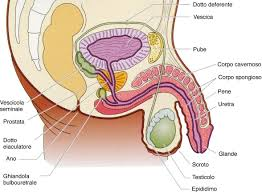 Dotto deferente
Vescica
Pube
Corpo cavernoso
Corpo spongioso
Pene
Uretra
Glande
Scroto
Testicolo
Epididimo
Vescicola
seminale
Prostata
Dotto
eiaculatore
Ano
Ghiandola
bulbouretrale